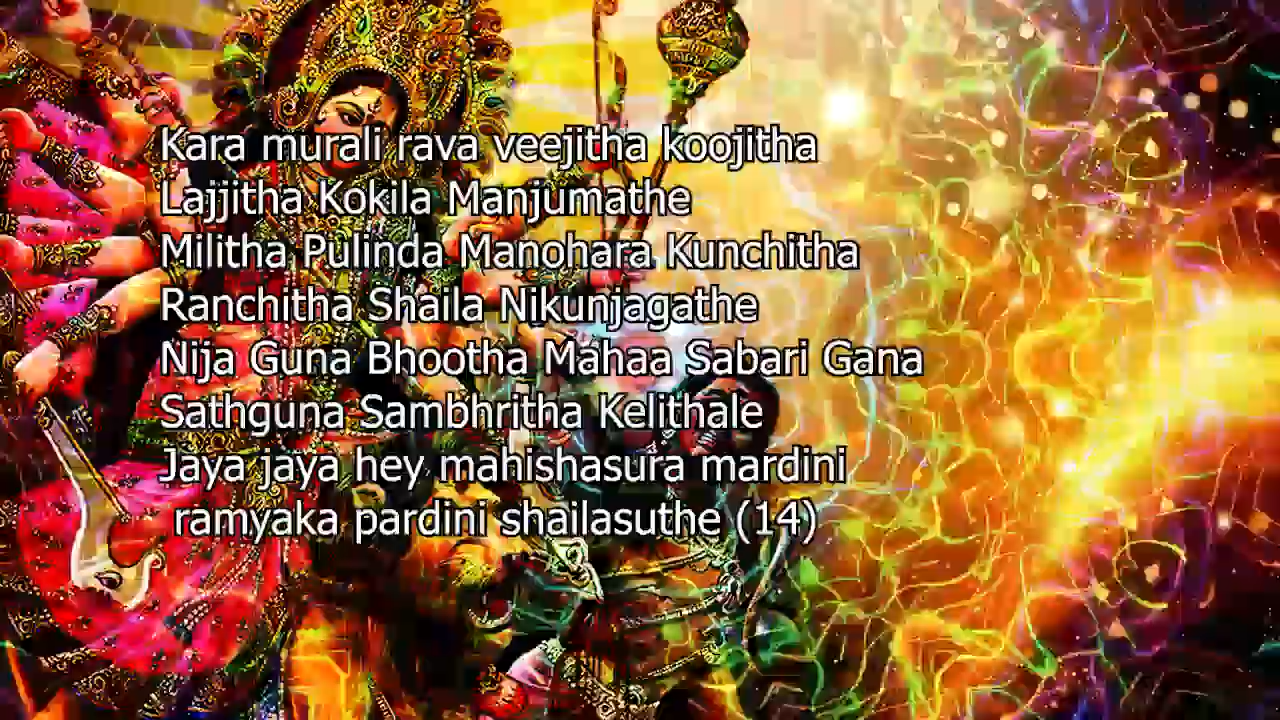 Kara murali rava veejitha koojitha
Lajjitha Kokila Manjumathe
Militha Pulinda Manohara Kunchitha
Ranchitha Shaila Nikunjagathe
Nija Guna Bhootha Mahaa Sabari Gana
Sathguna Sambhritha Kelithale
Jaya jaya hey mahishasura mardini
ramyaka pardini shailasuthe (14)